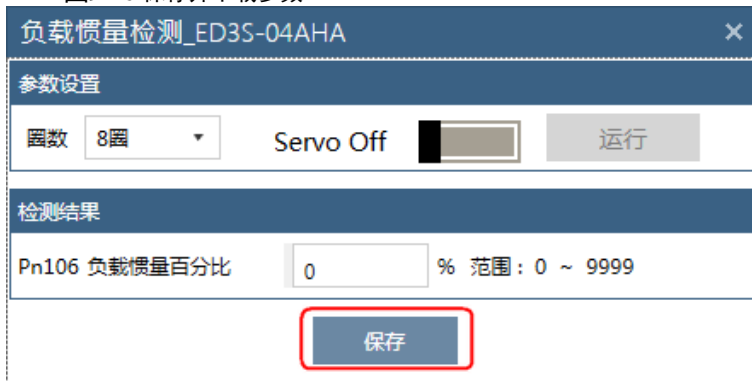 负载惯量检测_ED3S-04AHA ×
参数设置
圈数 8圈 Servo Off 运行
检测结果
Pn106 负载惯量百分比 0 % 范围：0 ~ 9999
保存